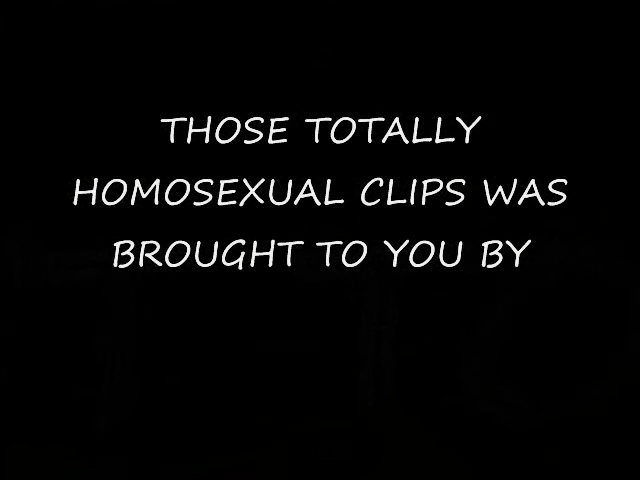 THOSE TOTALLY
HOMOSEXUAL CLIPS WAS
BROUGHT TO YOU BY